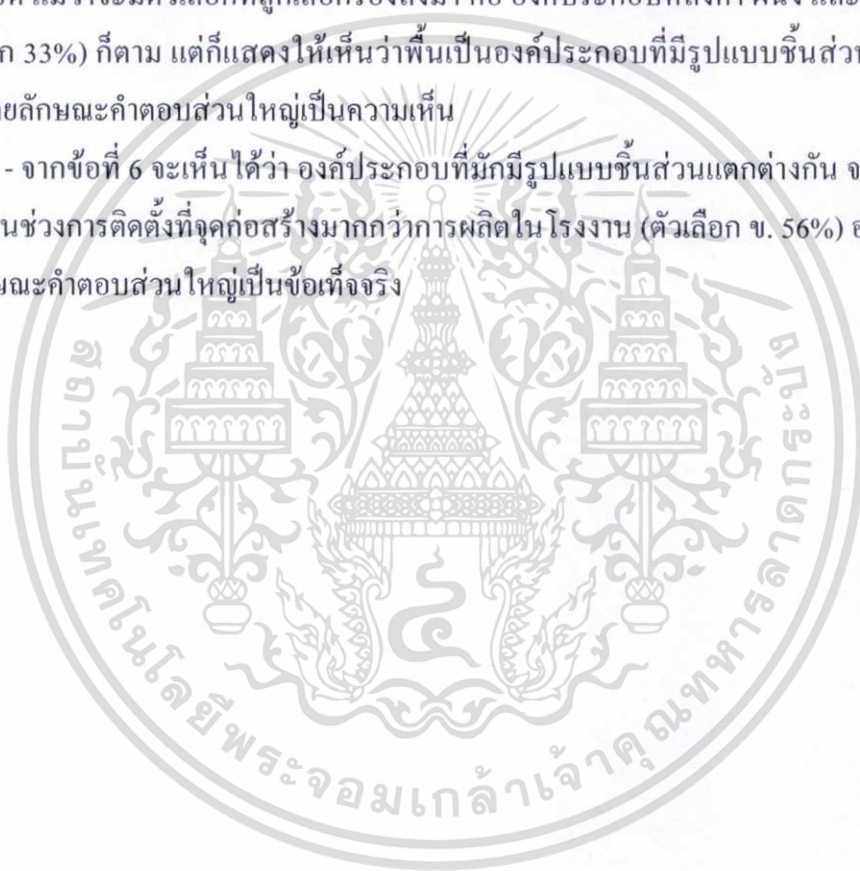 ก 33%) ก็ตาม แต่ก็แสดงให้เห็นว่าพื้นเป็นองค์ประกอบที่มีรูปแบบชิ้นส่วน
ยลักษณะคำตอบส่วนใหญ่เป็นความเห็น
- จากข้อที่ 6 จะเห็นได้ว่า องค์ประกอบที่มักมีรูปแบบชิ้นส่วนแตกต่างกัน จ
นช่วงการติดตั้งที่จุดก่อสร้างมากกว่าการผลิตในโรงงาน (ตัวเลือก ข. 56%) อ
ษณะคำตอบส่วนใหญ่เป็นข้อเท็จจริง
สถาบันเทคโนโลยีพระจอมเกล้าเจ้าคุณทหารลาดกระบัง